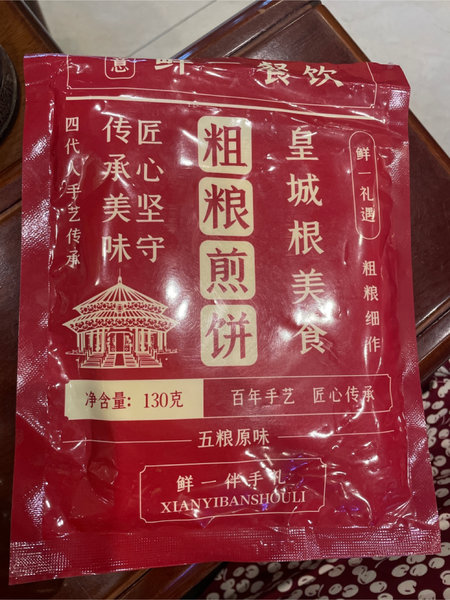 鲜一餐饮
皇城根美食
鲜一礼遇
粗粮细作
粗粮煎饼
匠心坚守
传承美味
四代人手艺传承
净含量：130克
百年手艺 匠心传承
五粮原味
鲜一伴手礼
XIANYIBANSHOULI